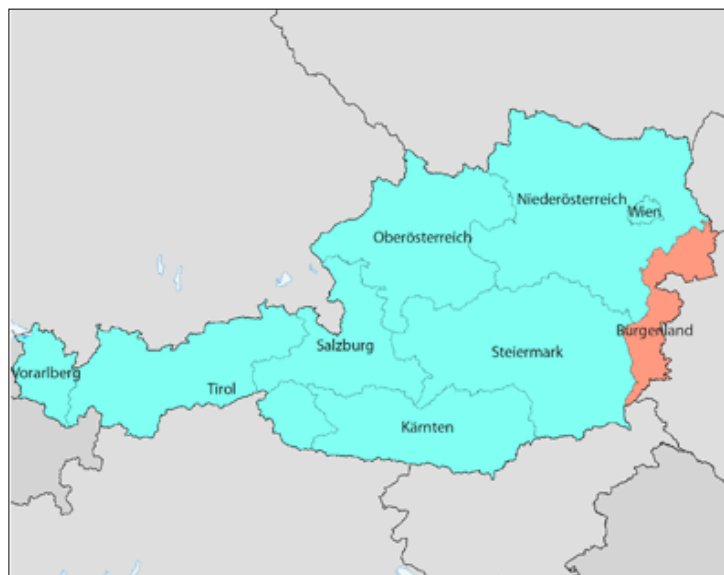 Niederösterreich
Wien
Oberösterreich
Burgenland
Salzburg
Steiermark
Vorarlberg
Tirol
Kärnten